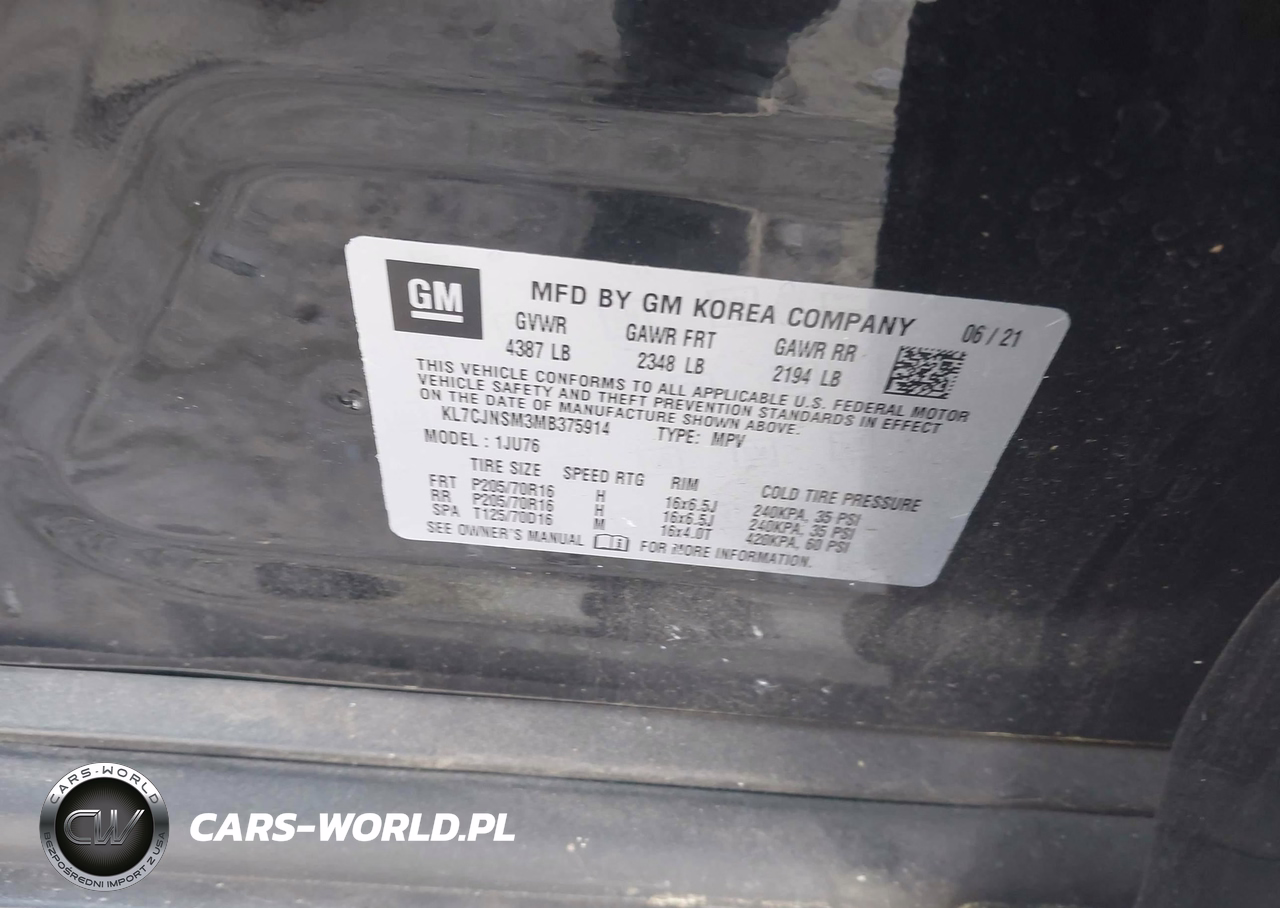 GM
MFD BY GM KOREA COMPANY 06 / 21
GVWR GAWR FRT GAWR RR
4387 LB 2348 LB 2194 LB
THIS VEHICLE CONFORMS TO ALL APPLICABLE U.S. FEDERAL MOTOR
VEHICLE SAFETY AND THEFT PREVENTION STANDARDS IN EFFECT
ON THE DATE OF MANUFACTURE SHOWN ABOVE.
KL7CJNSM3MB375914 TYPE: MPV
MODEL : 1JU76
TIRE SIZE SPEED RTG RIM COLD TIRE PRESSURE
FRT P205/70R16 H 16x6.5J 240KPA, 35 PSI
RR P205/70R16 H 16x6.5J 240KPA, 35 PSI
SPA T125/70D16 M 16x4.0T 420KPA, 60 PSI
SEE OWNER'S MANUAL FOR MORE INFORMATION.
CARS-WORLD
CW
BEZPOŚREDNI IMPORT Z USA
CARS-WORLD.PL